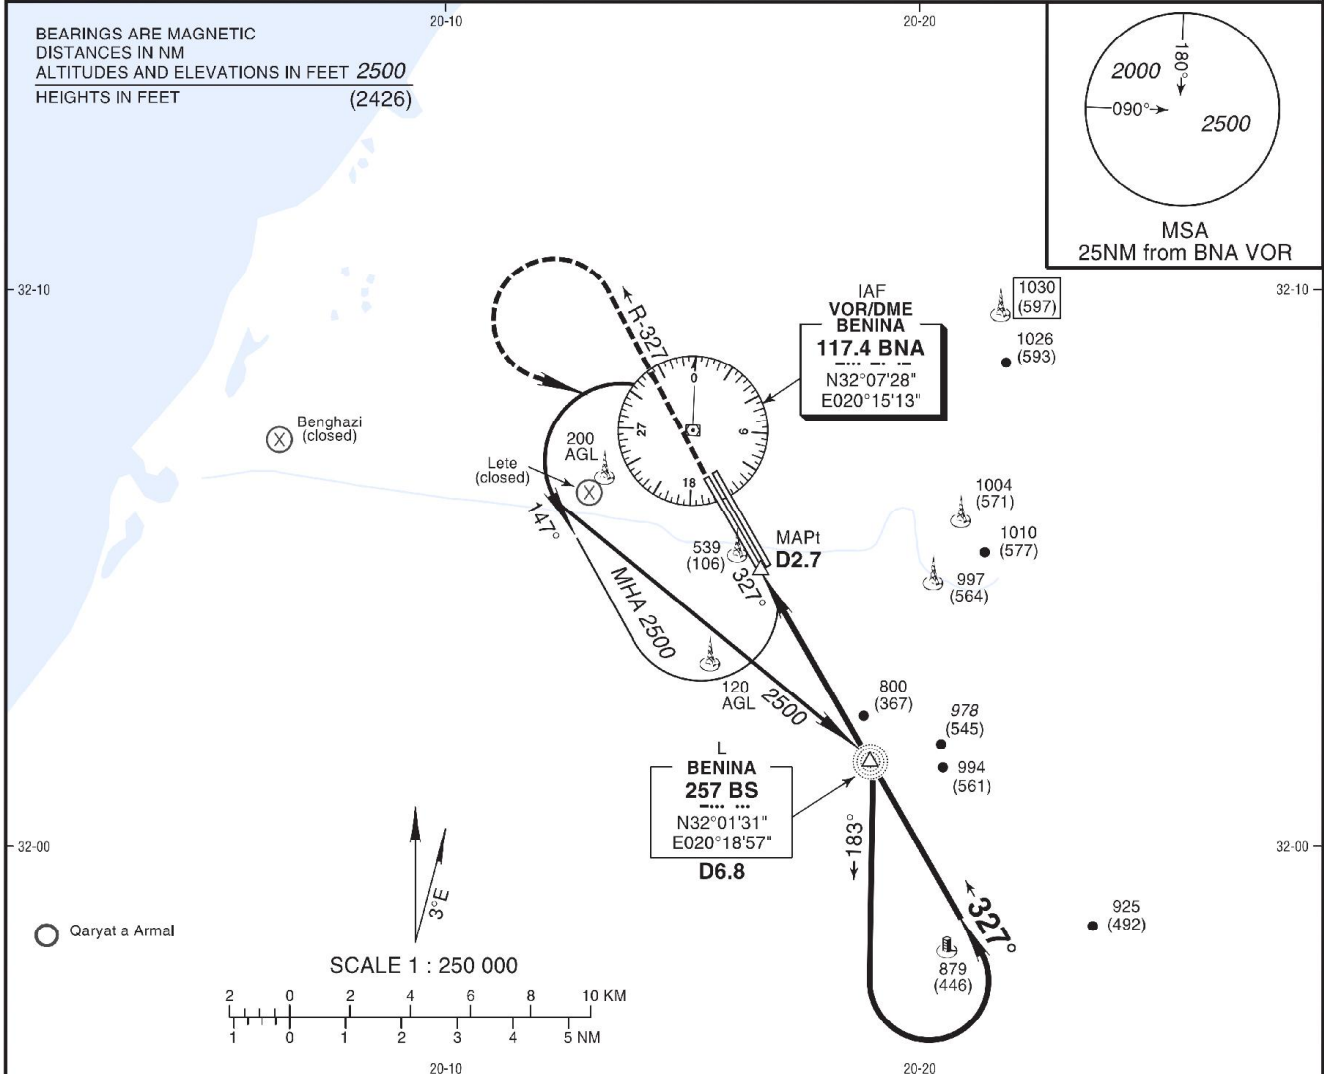 20-10
20-20
BEARINGS ARE MAGNETIC
DISTANCES IN NM
ALTITUDES AND ELEVATIONS IN FEET 2500
HEIGHTS IN FEET (2426)
180°
2000
090°
2500
MSA
25NM from BNA VOR
32-10
32-10
1030
(597)
1026
(593)
IAF
VOR/DME
BENINA
117.4 BNA
N32°07'28"
E020°15'13"
R-327
0
9
18
27
Benghazi
(closed)
200
AGL
Lete
(closed)
147°
1004
(571)
1010
(577)
997
(564)
MAPt
D2.7
539
(106)
327°
MHA 2500
120
AGL
2500
800
(367)
978
(545)
994
(561)
L
BENINA
257 BS
N32°01'31"
E020°18'57"
D6.8
183°
32-00
32-00
327°
925
(492)
879
(446)
3°E
Qaryat a Armal
SCALE 1 : 250 000
2 0 2 4 6 8 10 KM
1 0 1 2 3 4 5 NM
20-10
20-20